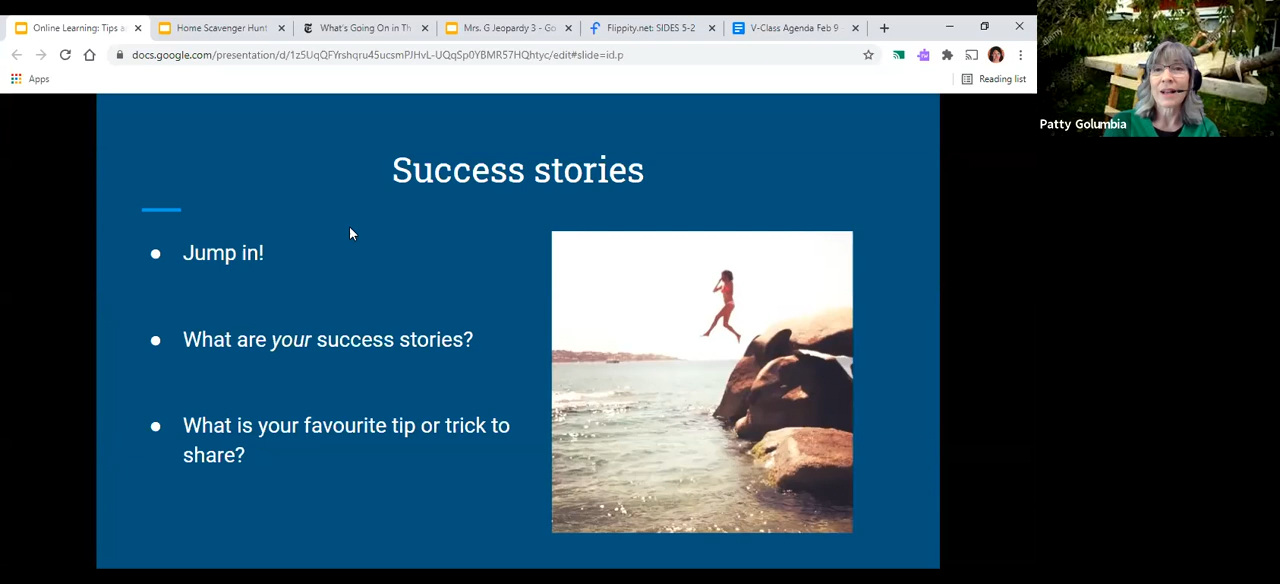 Online Learning: Tips a
Home Scavenger Hunt
What's Going On in Th
Mrs. G Jeopardy 3 - Go
Flippity.net: SIDES 5-2
V-Class Agenda Feb 9
docs.google.com/presentation/d/1z5UqQFYrshqru45ucsmPJHvL-UQqSp0YBMR57HQhtyc/edit#slide=id.p
Apps
Reading list
Patty Golumbia
Success stories
Jump in!
What are your success stories?
What is your favourite tip or trick to
share?